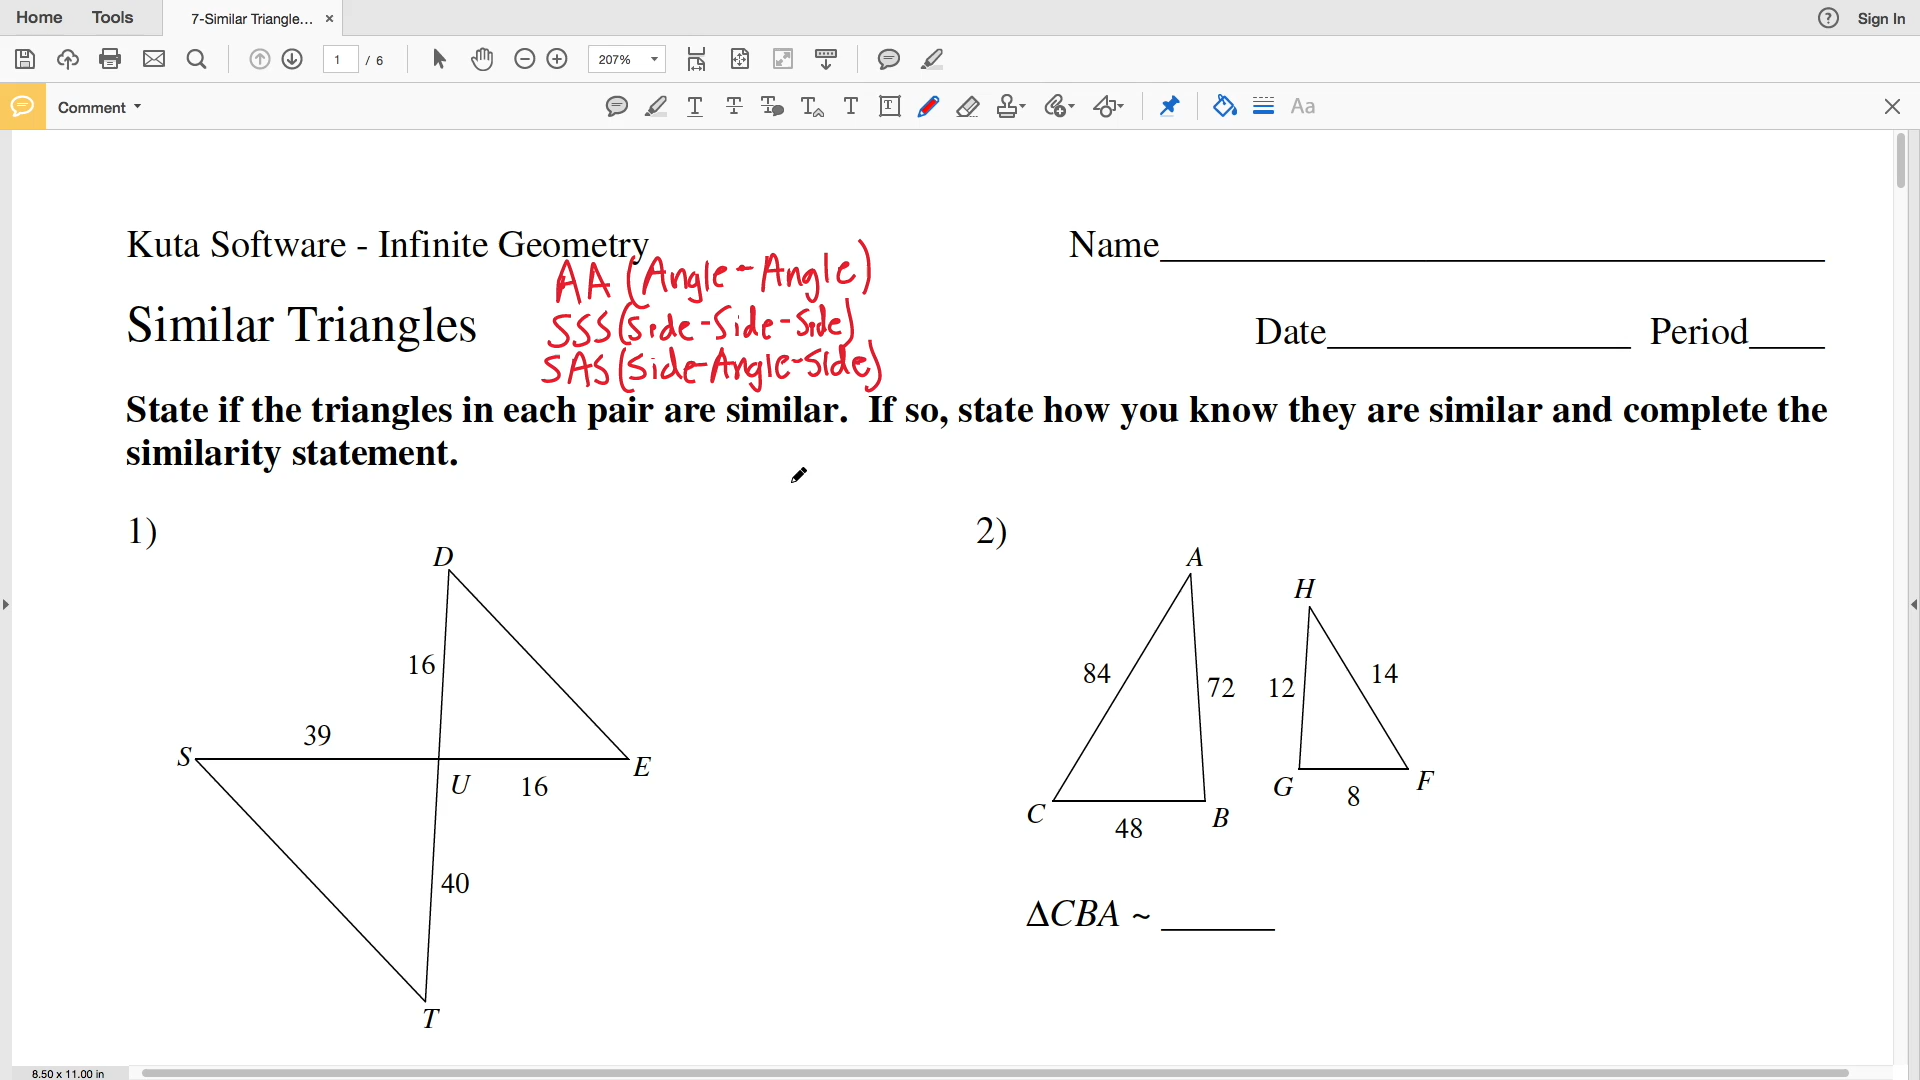 Home Tools 7-Similar Triangle... × ? Sign In
1 / 6 207%
Comment Aa
Kuta Software - Infinite Geometry Name
AA (Angle-Angle)
Similar Triangles
SSS (Side-Side-Side)
Date Period
SAS (Side-Angle-Side)
State if the triangles in each pair are similar. If so, state how you know they are similar and complete the
similarity statement.
1)
D
16
39
S
U
16
E
40
T
2)
A
H
84
72
12
14
C
48
B
G
8
F
ΔCBA ~ ______
8.50 x 11.00 in